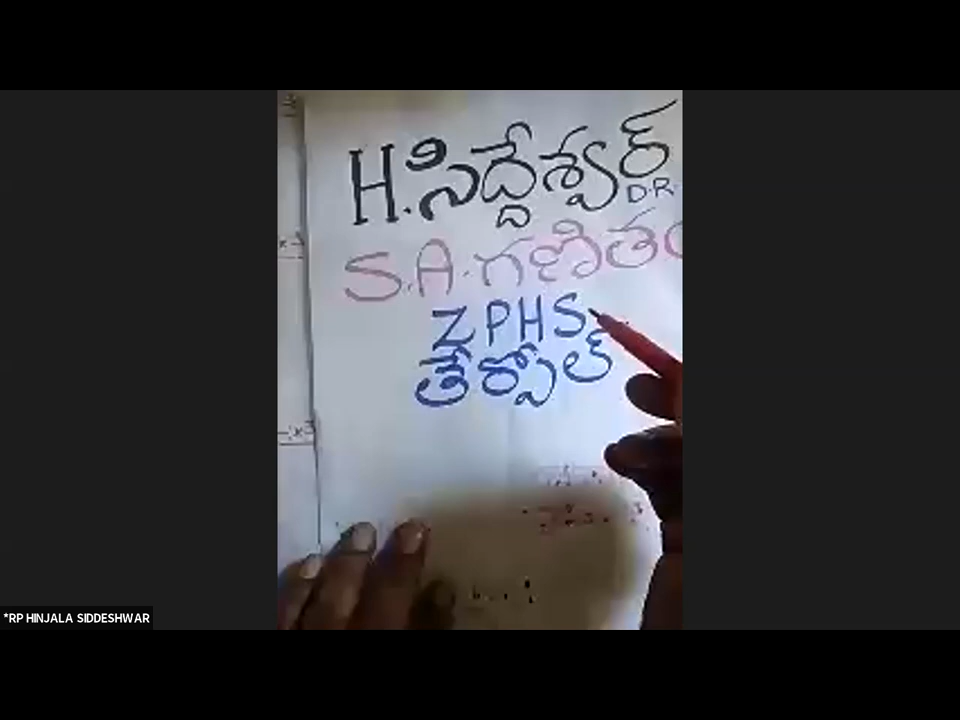 H. సిద్దేశ్వర్
D.R.
S.A. గణితం
ZPHS
తేర్పోల్
*RP HINJALA SIDDESHWAR